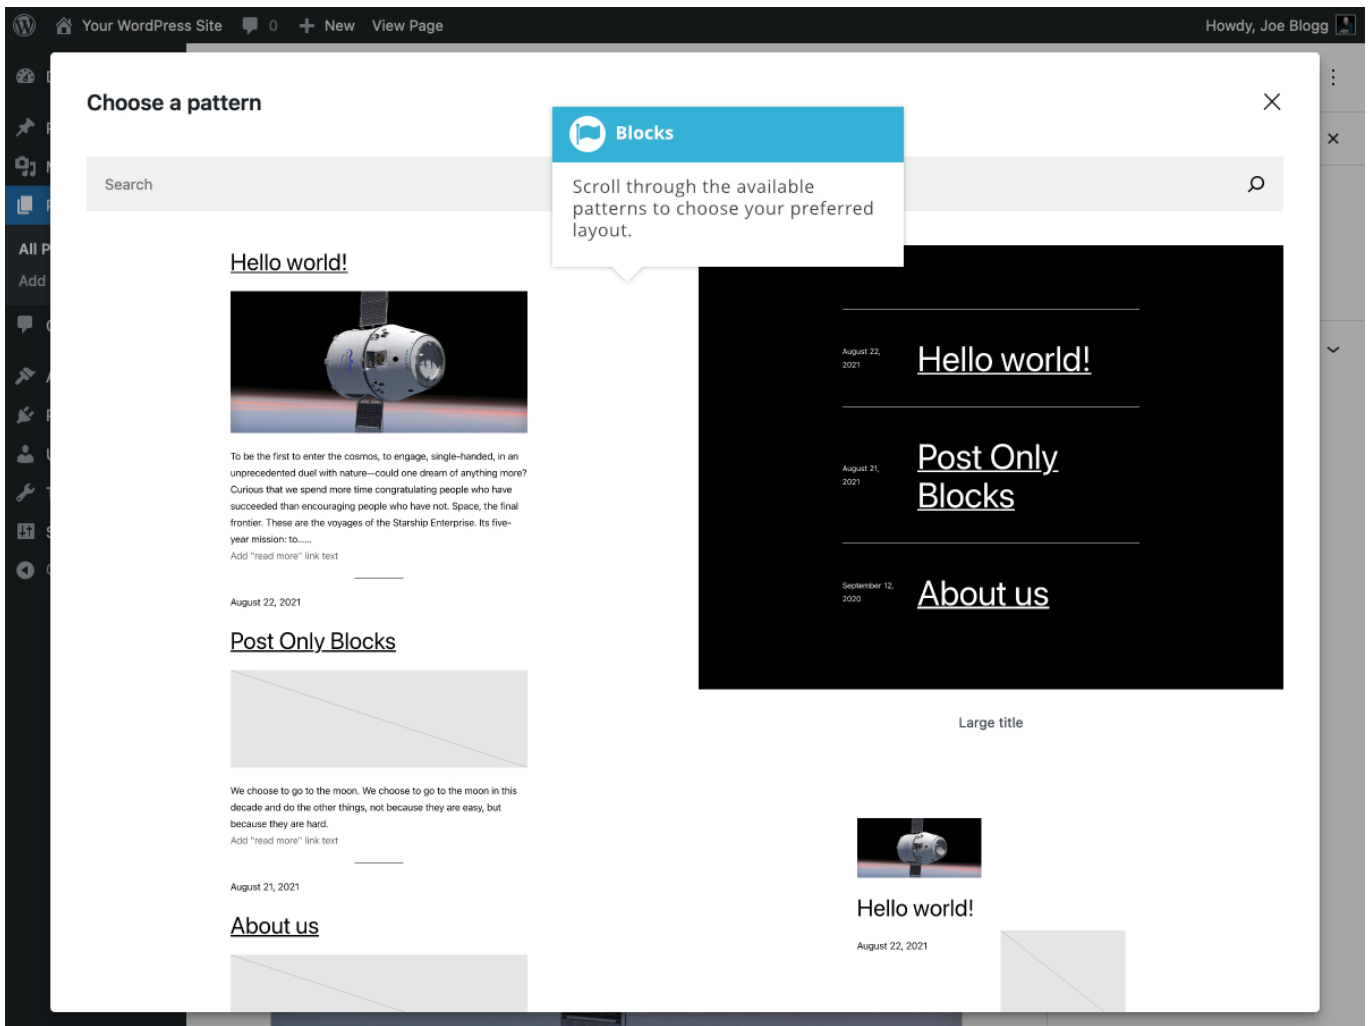 Your WordPress Site 0 New View Page Howdy, Joe Blogg
Choose a pattern
Blocks
Search
Scroll through the available
patterns to choose your preferred
layout.
All P
Add
Hello world!
To be the first to enter the cosmos, to engage, single-handed, in an
unprecedented duel with nature—could one dream of anything more?
Curious that we spend more time congratulating people who have
succeeded than encouraging people who have not. Space, the final
frontier. These are the voyages of the Starship Enterprise. Its five-
year mission: to......
Add "read more" link text
August 22, 2021
Post Only Blocks
We choose to go to the moon. We choose to go to the moon in this
decade and do the other things, not because they are easy, but
because they are hard.
Add "read more" link text
August 21, 2021
About us
August 22,
2021
Hello world!
August 21,
2021
Post Only
Blocks
September 12,
2020
About us
Large title
Hello world!
August 22, 2021